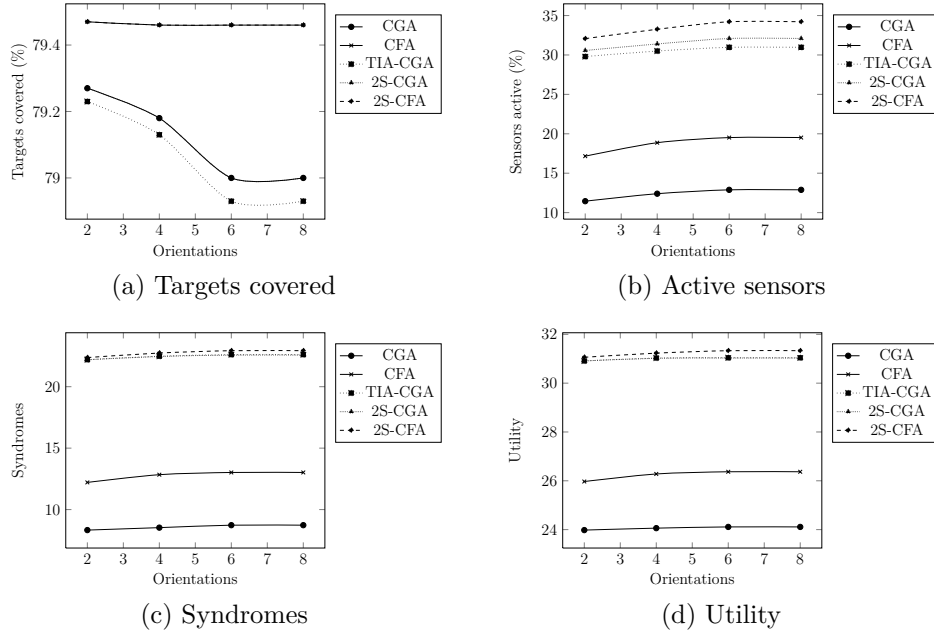 79.4
79.2
79
Targets covered (%)
2 3 4 5 6 7 8
Orientations
CGA
CFA
TIA-CGA
2S-CGA
2S-CFA
(a) Targets covered
35
30
25
20
15
10
Sensors active (%)
2 3 4 5 6 7 8
Orientations
CGA
CFA
TIA-CGA
2S-CGA
2S-CFA
(b) Active sensors
20
15
10
Syndromes
2 3 4 5 6 7 8
Orientations
CGA
CFA
TIA-CGA
2S-CGA
2S-CFA
(c) Syndromes
32
30
28
26
24
Utility
2 3 4 5 6 7 8
Orientations
CGA
CFA
TIA-CGA
2S-CGA
2S-CFA
(d) Utility